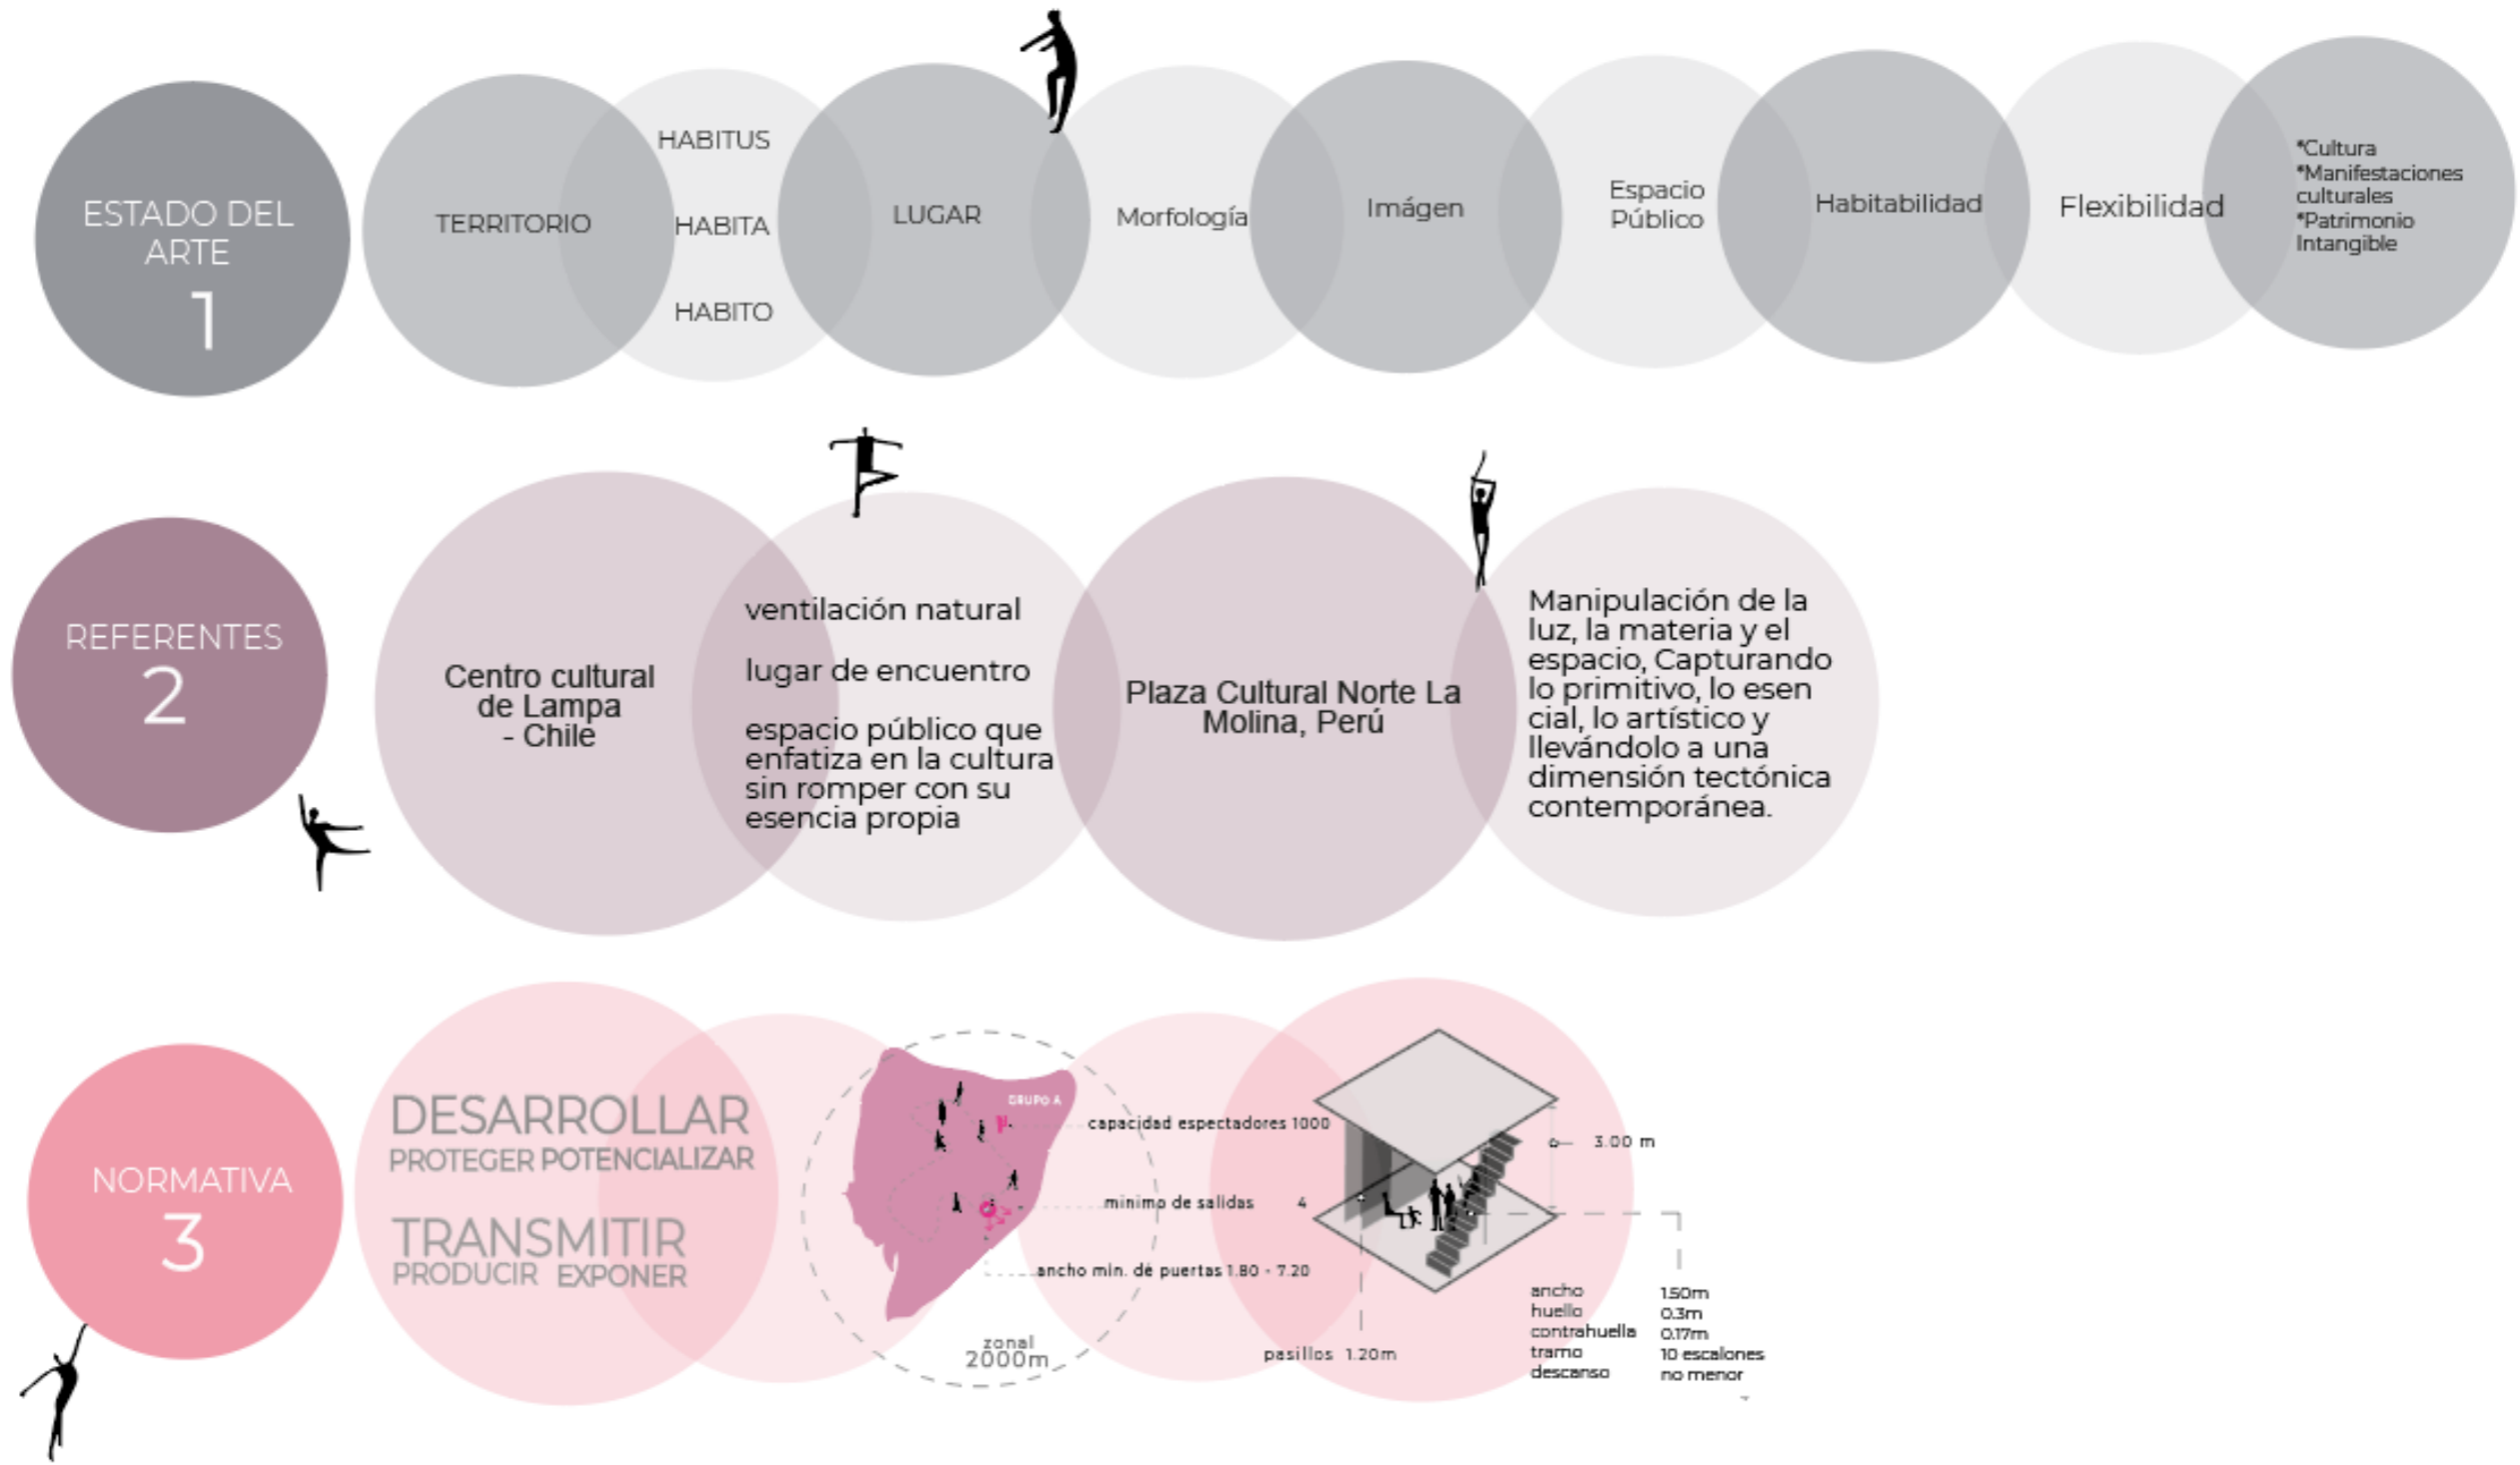 ESTADO DEL
ARTE
1
TERRITORIO
HABITUS
HABITA
HABITO
LUGAR
Morfología
Imágen
Espacio
Público
Habitabilidad
Flexibilidad
*Cultura
*Manifestaciones
culturales
*Patrimonio
Intangible
REFERENTES
2
Centro cultural
de Lampa
- Chile
ventilación natural
lugar de encuentro
espacio público que
enfatiza en la cultura
sin romper con su
esencia propia
Plaza Cultural Norte La
Molina, Perú
Manipulación de la
luz, la materia y el
espacio, Capturando
lo primitivo, lo esen
cial, lo artístico y
llevándolo a una
dimensión tectónica
contemporánea.
NORMATIVA
3
DESARROLLAR
PROTEGER POTENCIALIZAR
TRANSMITIR
PRODUCIR EXPONER
GRUPO A
capacidad espectadores 1000
minimo de salidas 4
ancho min. de puertas 1.80 - 7.20
zonal
2000m
3.00 m
pasillos 1.20m
ancho 1.50m
huello 0.3m
contrahuella 0.17m
tramo 10 escalones
descanso no menor